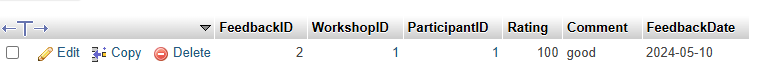 FeedbackID WorkshopID ParticipantID Rating Comment FeedbackDate
Edit Copy Delete 2 1 1 100 good 2024-05-10